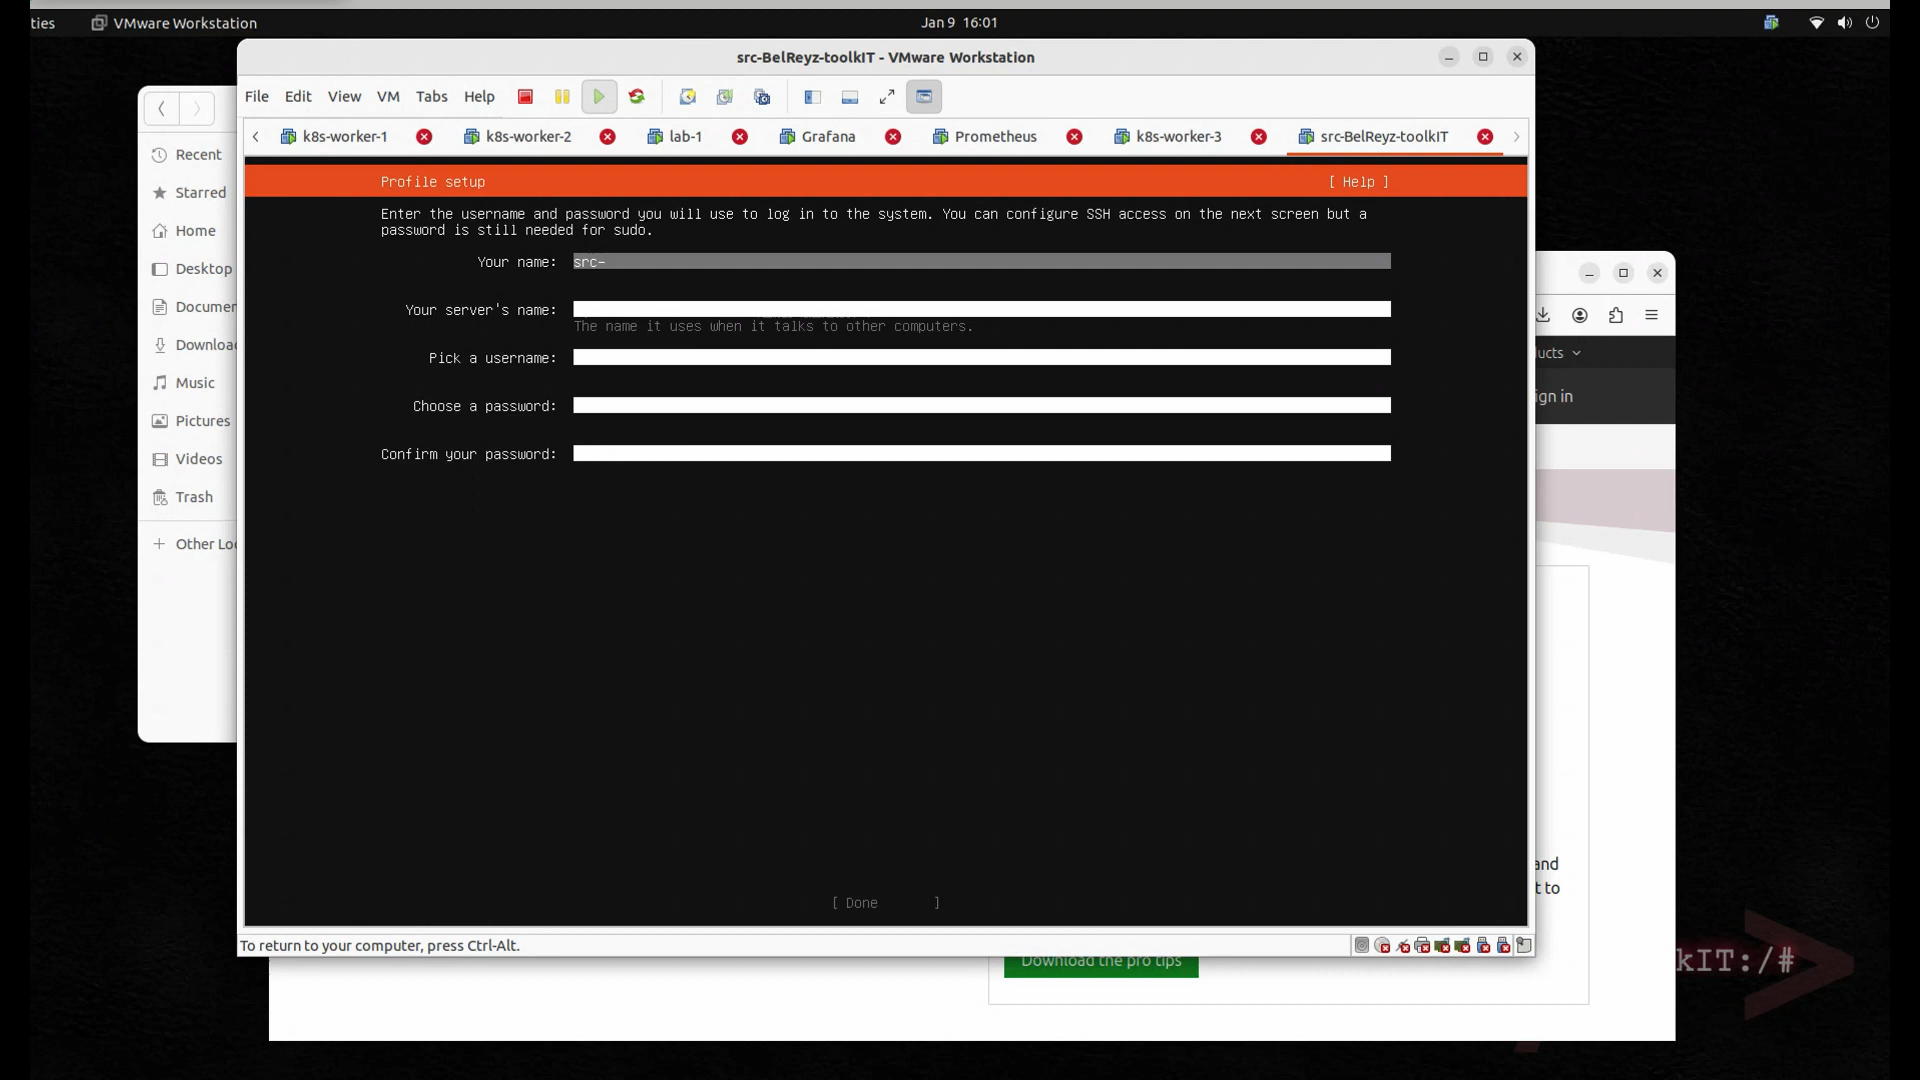 ties
VMware Workstation
Jan 9 16:01
src-BelReyz-toolkIT - VMware Workstation
File Edit View VM Tabs Help
k8s-worker-1
k8s-worker-2
lab-1
Grafana
Prometheus
k8s-worker-3
src-BelReyz-toolkIT
Recent
Starred
Home
Desktop
Documen
Downloa
Music
Pictures
Videos
Trash
+ Other Lo
Profile setup
[ Help ]
Enter the username and password you will use to log in to the system. You can configure SSH access on the next screen but a
password is still needed for sudo.
Your name: src-
Your server's name:
The name it uses when it talks to other computers.
Pick a username:
Choose a password:
Confirm your password:
[ Done ]
To return to your computer, press Ctrl-Alt.
ucts
ign in
and
t to
Download the pro tips
kIT:/#